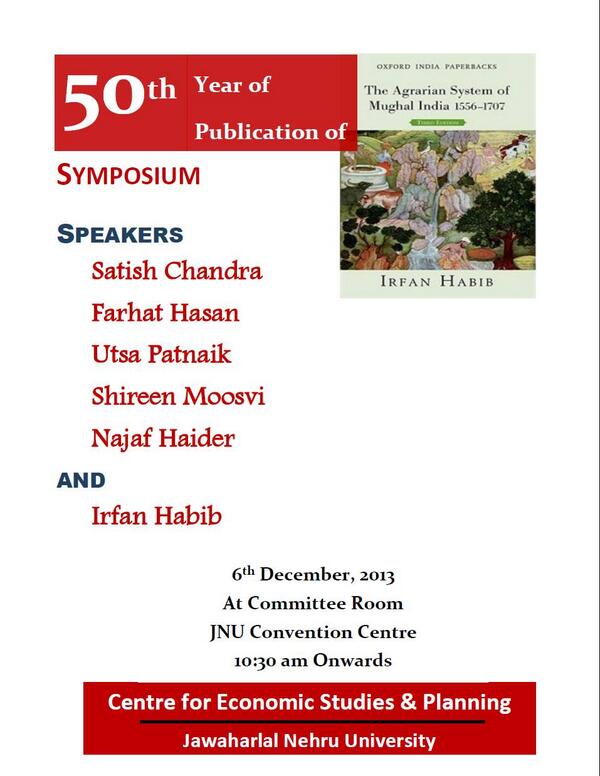 50th Year of
Publication of
OXFORD INDIA PAPERBACKS
The Agrarian System of
Mughal India 1556–1707
THIRD EDITION
IRFAN HABIB
SYMPOSIUM
SPEAKERS
Satish Chandra
Farhat Hasan
Utsa Patnaik
Shireen Moosvi
Najaf Haider
AND
Irfan Habib
6th December, 2013
At Committee Room
JNU Convention Centre
10:30 am Onwards
Centre for Economic Studies & Planning
Jawaharlal Nehru University